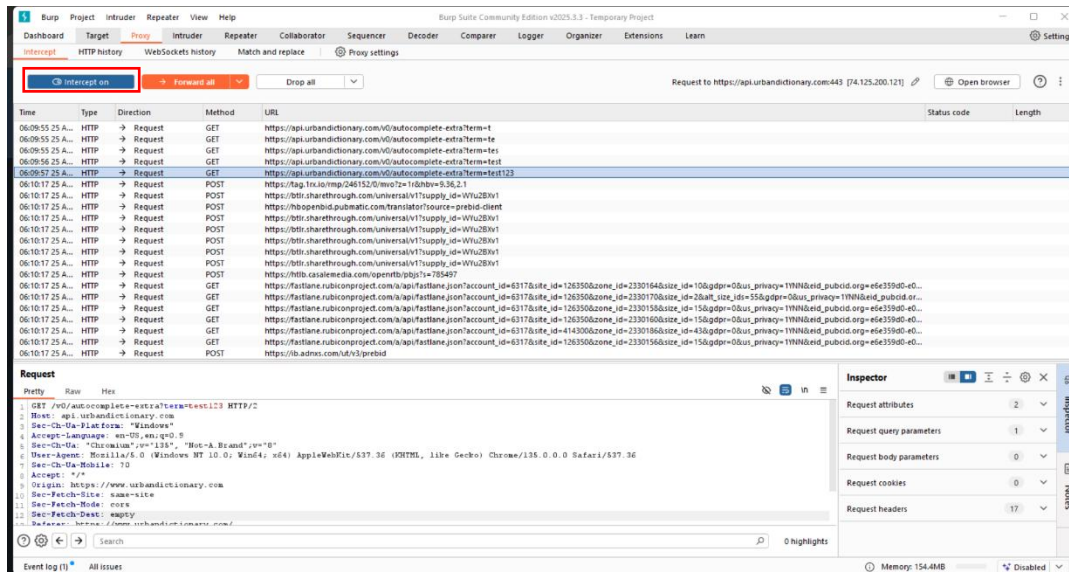 Burp Project Intruder Repeater View Help Burp Suite Community Edition v2025.3.3 - Temporary Project
Dashboard Target Proxy Intruder Repeater Collaborator Sequencer Decoder Comparer Logger Organizer Extensions Learn Setting
Intercept HTTP history WebSockets history Match and replace Proxy settings
Intercept on Forward all Drop all Request to https://api.urbandictionary.com:443 [74.125.200.121] Open browser
Time Type Direction Method URL Status code Length
06:09:55 25 A... HTTP → Request GET https://api.urbandictionary.com/v0/autocomplete-extra?term=t
06:09:55 25 A... HTTP → Request GET https://api.urbandictionary.com/v0/autocomplete-extra?term=te
06:09:55 25 A... HTTP → Request GET https://api.urbandictionary.com/v0/autocomplete-extra?term=tes
06:09:56 25 A... HTTP → Request GET https://api.urbandictionary.com/v0/autocomplete-extra?term=test
06:09:57 25 A... HTTP → Request GET https://api.urbandictionary.com/v0/autocomplete-extra?term=test123
06:10:17 25 A... HTTP → Request POST https://tag.1rx.io/rmp/246152/0/mvo?z=1r&hbv=9.36,2.1
06:10:17 25 A... HTTP → Request POST https://btlr.sharethrough.com/universal/v1?supply_id=WYu2BXv1
06:10:17 25 A... HTTP → Request POST https://hbopenbid.pubmatic.com/translator?source=prebid-client
06:10:17 25 A... HTTP → Request POST https://btlr.sharethrough.com/universal/v1?supply_id=WYu2BXv1
06:10:17 25 A... HTTP → Request POST https://btlr.sharethrough.com/universal/v1?supply_id=WYu2BXv1
06:10:17 25 A... HTTP → Request POST https://btlr.sharethrough.com/universal/v1?supply_id=WYu2BXv1
06:10:17 25 A... HTTP → Request POST https://btlr.sharethrough.com/universal/v1?supply_id=WYu2BXv1
06:10:17 25 A... HTTP → Request POST https://htlb.casalemedia.com/openrtb/pbjs?s=785497
06:10:17 25 A... HTTP → Request GET https://fastlane.rubiconproject.com/a/api/fastlane.json?account_id=6317&site_id=126350&zone_id=2330164&size_id=10&gdpr=0&us_privacy=1YNN&eid_pubcid.org=e6e359d0-e0...
06:10:17 25 A... HTTP → Request GET https://fastlane.rubiconproject.com/a/api/fastlane.json?account_id=6317&site_id=126350&zone_id=2330170&size_id=2&alt_size_ids=55&gdpr=0&us_privacy=1YNN&eid_pubcid.or...
06:10:17 25 A... HTTP → Request GET https://fastlane.rubiconproject.com/a/api/fastlane.json?account_id=6317&site_id=126350&zone_id=2330158&size_id=15&gdpr=0&us_privacy=1YNN&eid_pubcid.org=e6e359d0-e0...
06:10:17 25 A... HTTP → Request GET https://fastlane.rubiconproject.com/a/api/fastlane.json?account_id=6317&site_id=126350&zone_id=2330160&size_id=15&gdpr=0&us_privacy=1YNN&eid_pubcid.org=e6e359d0-e0...
06:10:17 25 A... HTTP → Request GET https://fastlane.rubiconproject.com/a/api/fastlane.json?account_id=6317&site_id=414300&zone_id=2330186&size_id=43&gdpr=0&us_privacy=1YNN&eid_pubcid.org=e6e359d0-e0...
06:10:17 25 A... HTTP → Request GET https://fastlane.rubiconproject.com/a/api/fastlane.json?account_id=6317&site_id=126350&zone_id=2330156&size_id=15&gdpr=0&us_privacy=1YNN&eid_pubcid.org=e6e359d0-e0...
06:10:17 25 A... HTTP → Request POST https://ib.adnxs.com/ut/v3/prebid
Request
Pretty Raw Hex
1 GET /v0/autocomplete-extra?term=test123 HTTP/2
2 Host: api.urbandictionary.com
3 Sec-Ch-Ua-Platform: "Windows"
4 Accept-Language: en-US,en;q=0.9
5 Sec-Ch-Ua: "Chromium";v="135", "Not-A.Brand";v="8"
6 User-Agent: Mozilla/5.0 (Windows NT 10.0; Win64; x64) AppleWebKit/537.36 (KHTML, like Gecko) Chrome/135.0.0.0 Safari/537.36
7 Sec-Ch-Ua-Mobile: ?0
8 Accept: */*
9 Origin: https://www.urbandictionary.com
10 Sec-Fetch-Site: same-site
11 Sec-Fetch-Mode: cors
12 Sec-Fetch-Dest: empty
Referer: https://www.urbandictionary.com/
Inspector
Request attributes 2
Request query parameters 1
Request body parameters 0
Request cookies 0
Request headers 17
Inspector
Notes
Search 0 highlights
Event log (1) All issues Memory: 154.4MB Disabled